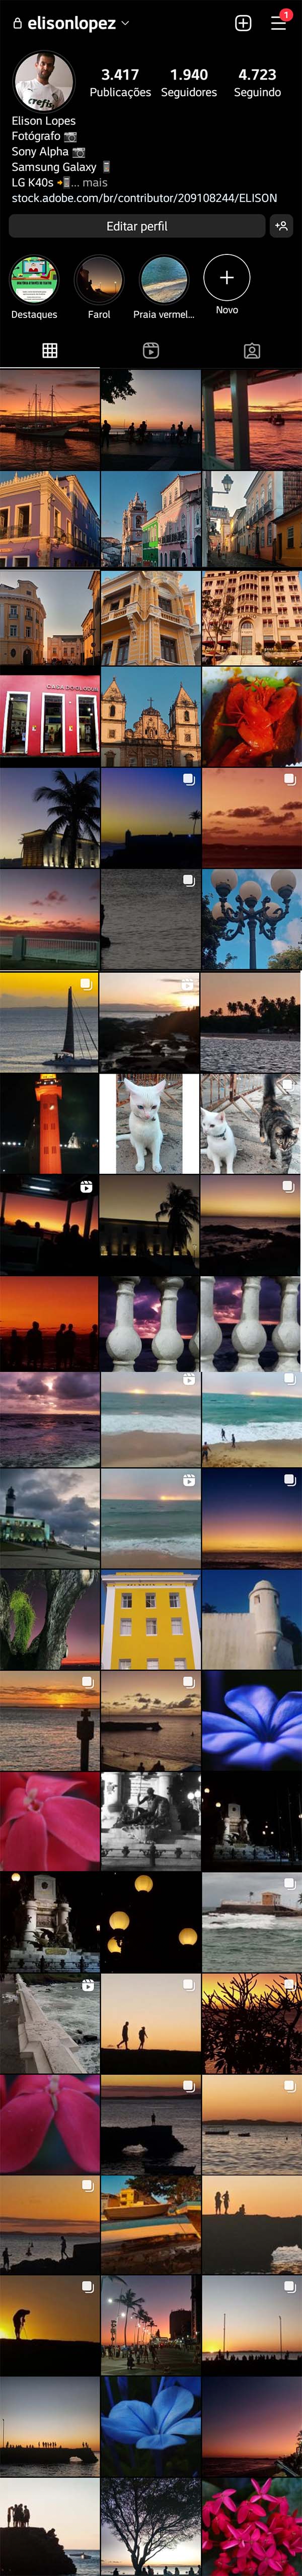 elisonlopez
1
3.417
1.940
4.723
Publicações
Seguidores
Seguindo
Elison Lopes
Fotógrafo 📷
Sony Alpha 📷
Samsung Galaxy 📱
LG K40s 📲... mais
stock.adobe.com/br/contributor/209108244/ELISON
Editar perfil
Destaques
Farol
Praia vermel...
Novo